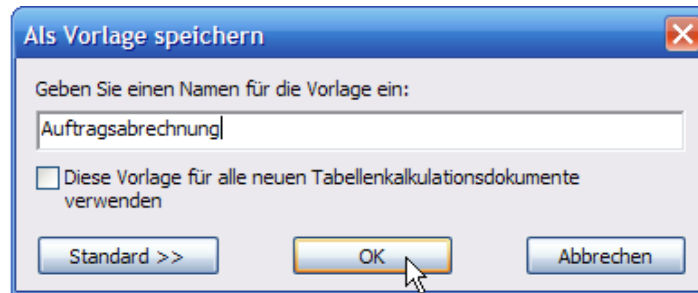 Als Vorlage speichern
Geben Sie einen Namen für die Vorlage ein:
Auftragsabrechnung
Diese Vorlage für alle neuen Tabellenkalkulationsdokumente
verwenden
Standard >> OK Abbrechen